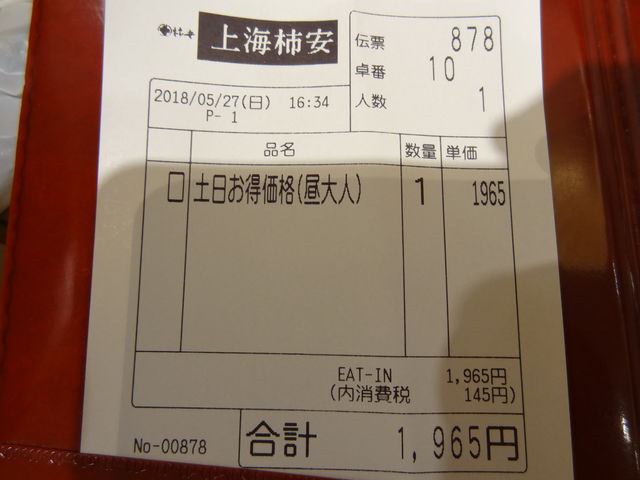 柿安 上海柿安
伝票 878
卓番 10
人数 1
2018/05/27(日) 16:34
P- 1
品名 数量 単価
土日お得価格(昼大人) 1 1965
EAT-IN 1,965円
(内消費税 145円)
No-00878 合計 1,965円